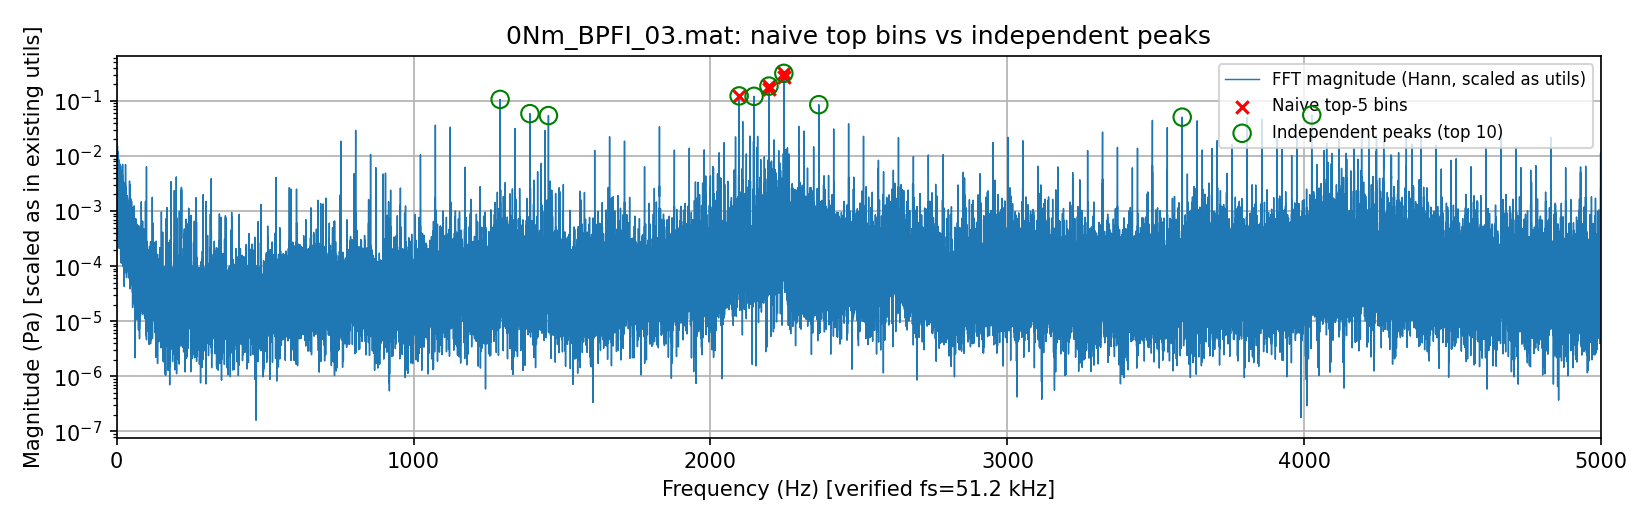 0Nm_BPFI_03.mat: naive top bins vs independent peaks
Magnitude (Pa) [scaled as in existing utils]
10⁻¹
10⁻²
10⁻³
10⁻⁴
10⁻⁵
10⁻⁶
10⁻⁷
FFT magnitude (Hann, scaled as utils)
Naive top-5 bins
Independent peaks (top 10)
0 1000 2000 3000 4000 5000
Frequency (Hz) [verified fs=51.2 kHz]